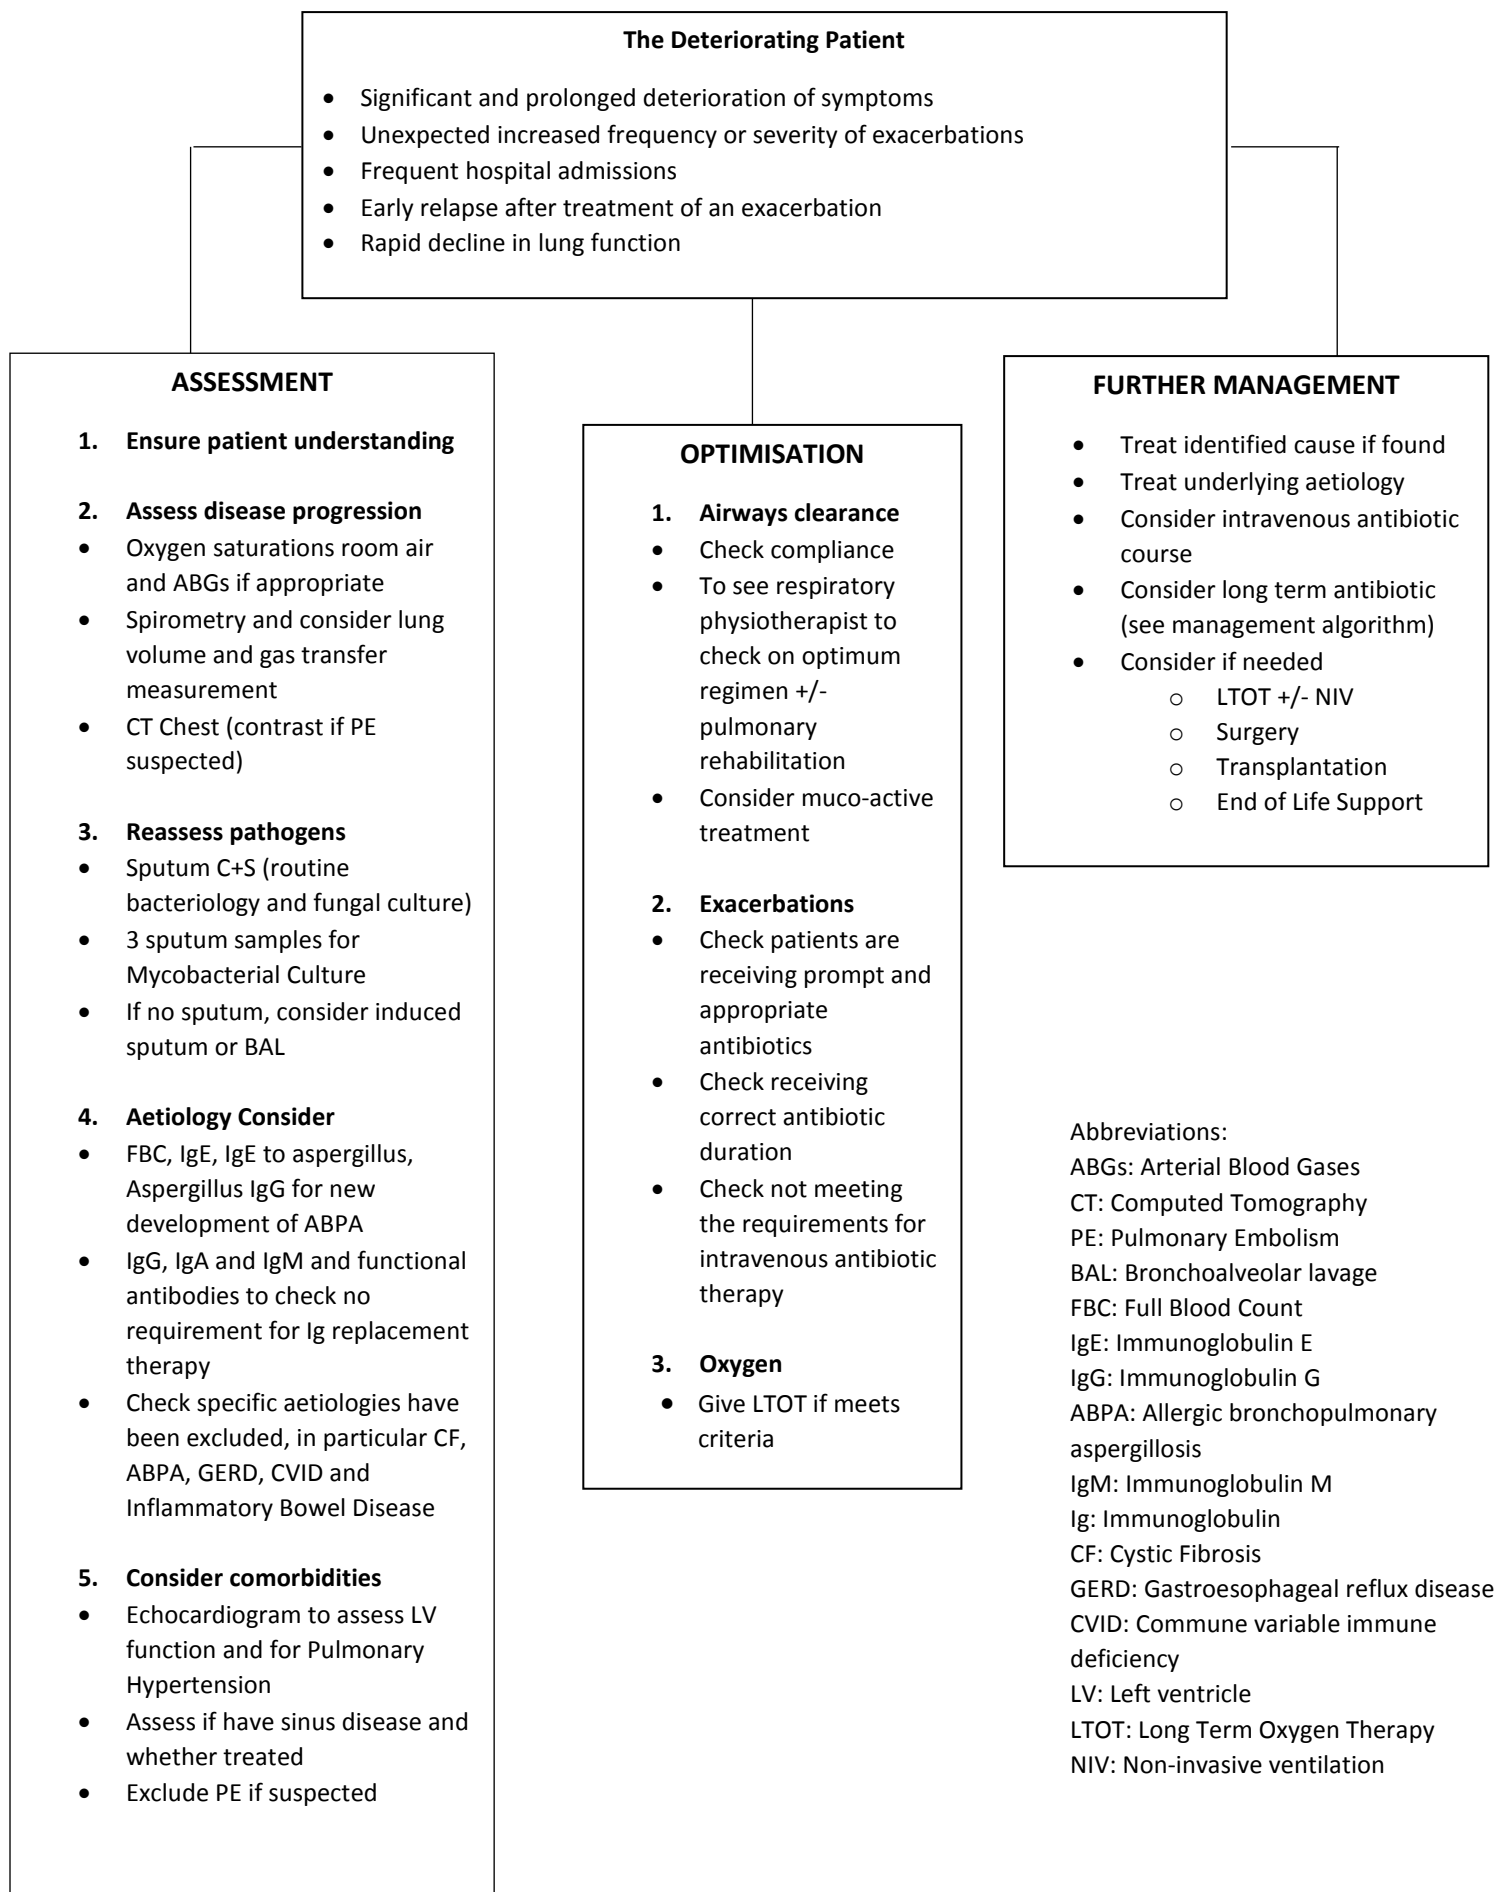 The Deteriorating Patient
• Significant and prolonged deterioration of symptoms
• Unexpected increased frequency or severity of exacerbations
• Frequent hospital admissions
• Early relapse after treatment of an exacerbation
• Rapid decline in lung function
ASSESSMENT
1. Ensure patient understanding
2. Assess disease progression
• Oxygen saturations room air
and ABGs if appropriate
• Spirometry and consider lung
volume and gas transfer
measurement
• CT Chest (contrast if PE
suspected)
3. Reassess pathogens
• Sputum C+S (routine
bacteriology and fungal culture)
• 3 sputum samples for
Mycobacterial Culture
• If no sputum, consider induced
sputum or BAL
4. Aetiology Consider
• FBC, IgE, IgE to aspergillus,
Aspergillus IgG for new
development of ABPA
• IgG, IgA and IgM and functional
antibodies to check no
requirement for Ig replacement
therapy
• Check specific aetiologies have
been excluded, in particular CF,
ABPA, GERD, CVID and
Inflammatory Bowel Disease
5. Consider comorbidities
• Echocardiogram to assess LV
function and for Pulmonary
Hypertension
• Assess if have sinus disease and
whether treated
• Exclude PE if suspected
OPTIMISATION
1. Airways clearance
• Check compliance
• To see respiratory
physiotherapist to
check on optimum
regimen +/-
pulmonary
rehabilitation
• Consider muco-active
treatment
2. Exacerbations
• Check patients are
receiving prompt and
appropriate
antibiotics
• Check receiving
correct antibiotic
duration
• Check not meeting
the requirements for
intravenous antibiotic
therapy
3. Oxygen
• Give LTOT if meets
criteria
FURTHER MANAGEMENT
• Treat identified cause if found
• Treat underlying aetiology
• Consider intravenous antibiotic
course
• Consider long term antibiotic
(see management algorithm)
• Consider if needed
o LTOT +/- NIV
o Surgery
o Transplantation
o End of Life Support
Abbreviations:
ABGs: Arterial Blood Gases
CT: Computed Tomography
PE: Pulmonary Embolism
BAL: Bronchoalveolar lavage
FBC: Full Blood Count
IgE: Immunoglobulin E
IgG: Immunoglobulin G
ABPA: Allergic bronchopulmonary
aspergillosis
IgM: Immunoglobulin M
Ig: Immunoglobulin
CF: Cystic Fibrosis
GERD: Gastroesophageal reflux disease
CVID: Commune variable immune
deficiency
LV: Left ventricle
LTOT: Long Term Oxygen Therapy
NIV: Non-invasive ventilation